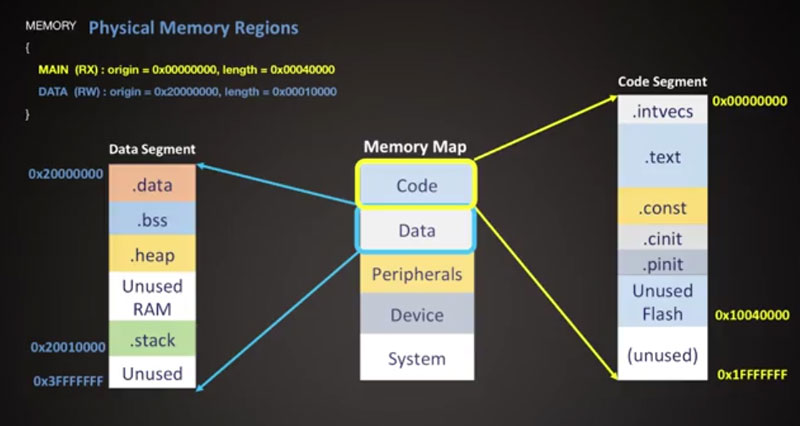 MEMORY Physical Memory Regions
{
MAIN (RX) : origin = 0x00000000, length = 0x00040000
DATA (RW) : origin = 0x20000000, length = 0x00010000
}
Data Segment
0x20000000
.data
.bss
.heap
Unused
RAM
.stack
0x20010000
Unused
0x3FFFFFFF
Memory Map
Code
Data
Peripherals
Device
System
Code Segment
.intvecs
0x00000000
.text
.const
.cinit
.pinit
Unused
Flash
0x10040000
(unused)
0x1FFFFFFF